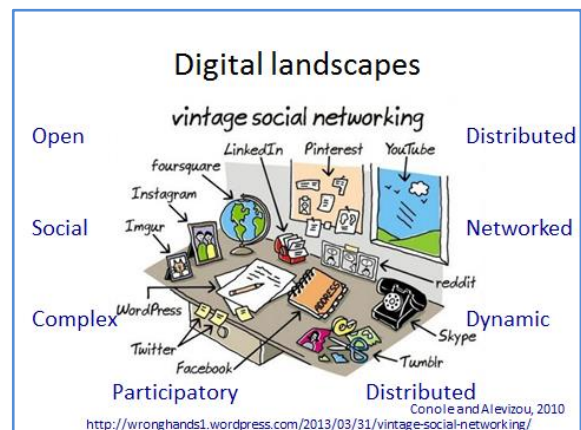 Digital landscapes
vintage social networking
Open
Distributed
LinkedIn
Pinterest
YouTube
foursquare
Instagram
Social
Networked
Imgur
reddit
WordPress
ADDRESS
Complex
Dynamic
Skype
Twitter
Tumblr
Facebook
Participatory
Distributed
Conole and Alevizou, 2010
http://wronghands1.wordpress.com/2013/03/31/vintage-social-networking/